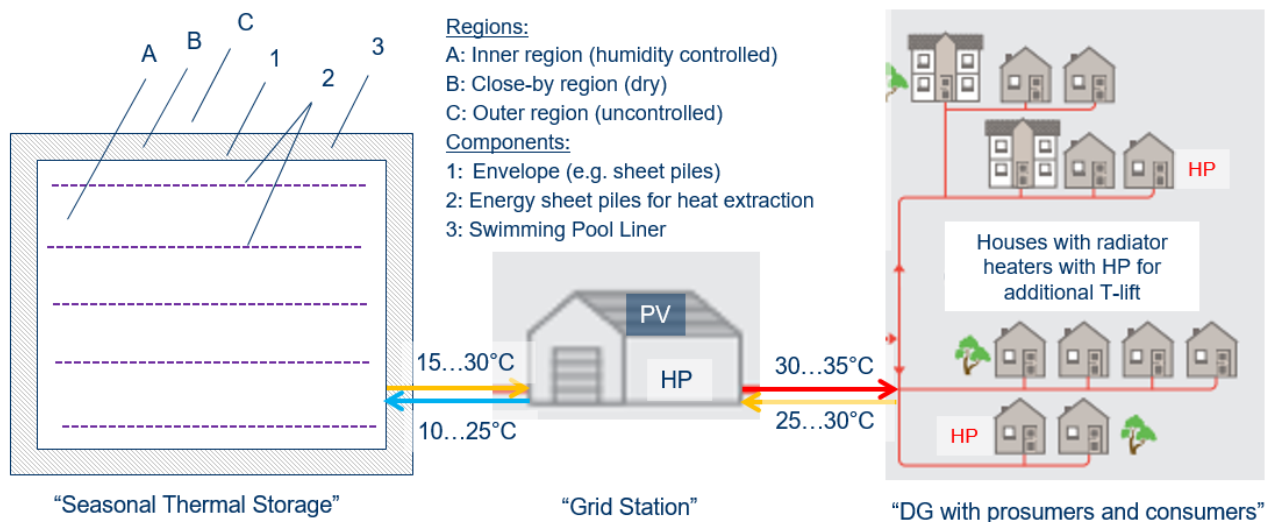 A
B
C
1
2
3
Regions:
A: Inner region (humidity controlled)
B: Close-by region (dry)
C: Outer region (uncontrolled)
Components:
1: Envelope (e.g. sheet piles)
2: Energy sheet piles for heat extraction
3: Swimming Pool Liner
HP
Houses with radiator
heaters with HP for
additional T-lift
PV
HP
15…30°C
10…25°C
30…35°C
25…30°C
HP
“Seasonal Thermal Storage”
“Grid Station”
“DG with prosumers and consumers”